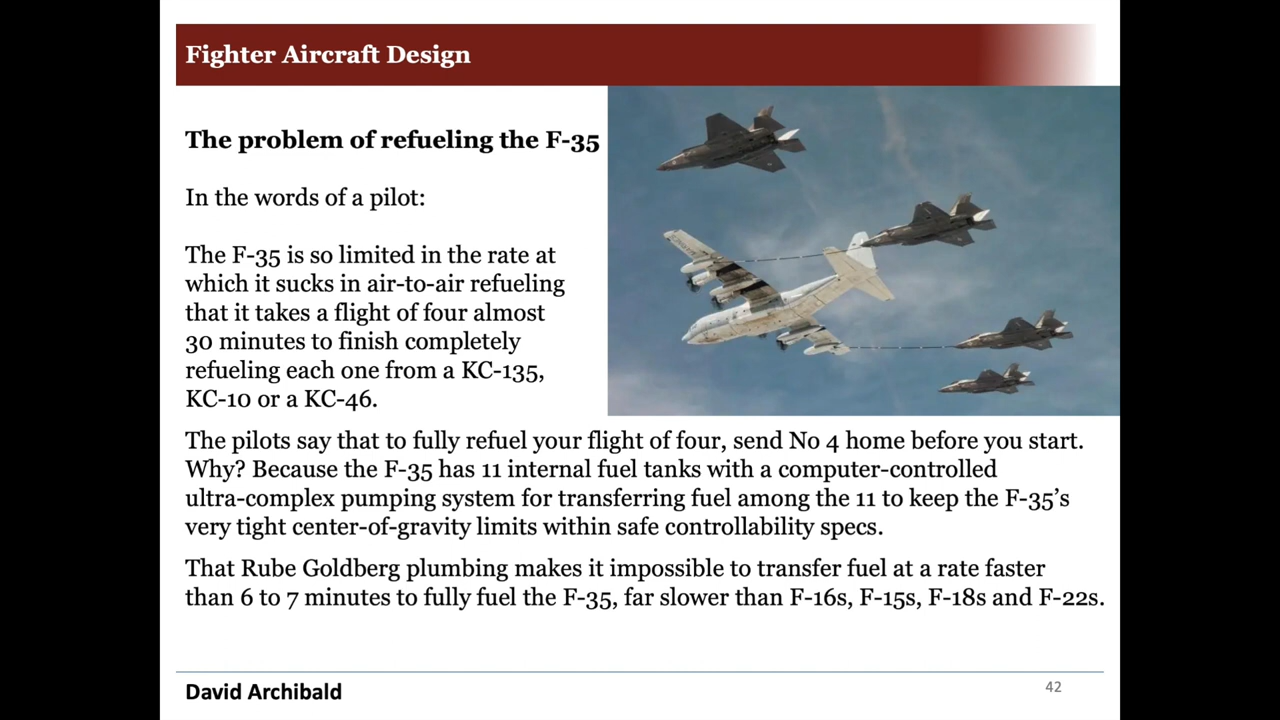 Fighter Aircraft Design
The problem of refueling the F-35
In the words of a pilot:
The F-35 is so limited in the rate at
which it sucks in air-to-air refueling
that it takes a flight of four almost
30 minutes to finish completely
refueling each one from a KC-135,
KC-10 or a KC-46.
The pilots say that to fully refuel your flight of four, send No 4 home before you start.
Why? Because the F-35 has 11 internal fuel tanks with a computer-controlled
ultra-complex pumping system for transferring fuel among the 11 to keep the F-35’s
very tight center-of-gravity limits within safe controllability specs.
That Rube Goldberg plumbing makes it impossible to transfer fuel at a rate faster
than 6 to 7 minutes to fully fuel the F-35, far slower than F-16s, F-15s, F-18s and F-22s.
David Archibald
42